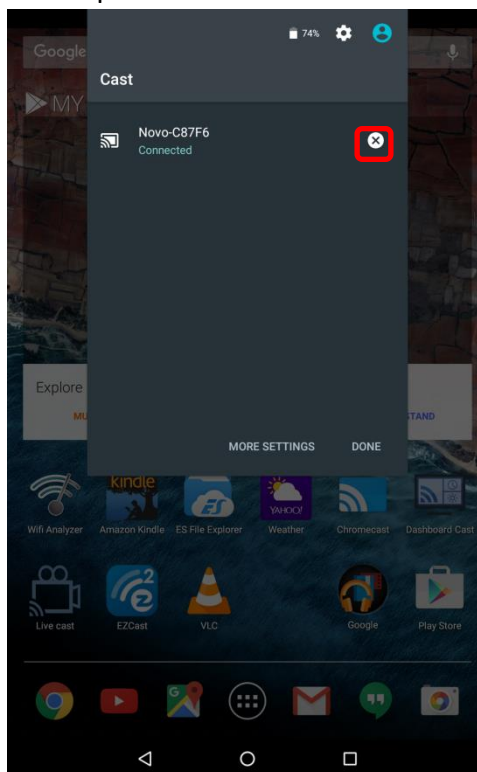 74%
Google
Cast
MY
Novo-C87F6
Connected
Explore
MU
STAND
MORE SETTINGS DONE
kindle
YAHOO!
Wifi Analyzer Amazon Kindle ES File Explorer Weather Chromecast Dashboard Cast
2
Live cast EZCast VLC Google Play Store
G